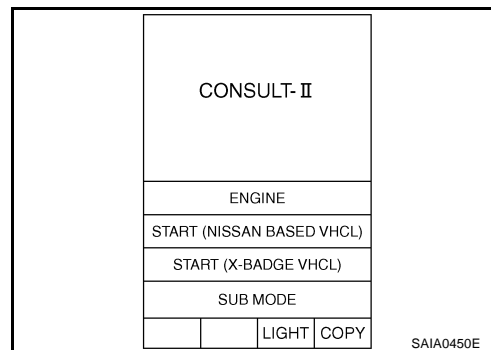 CONSULT-II
ENGINE
START (NISSAN BASED VHCL)
START (X-BADGE VHCL)
SUB MODE
LIGHT COPY
SAIA0450E